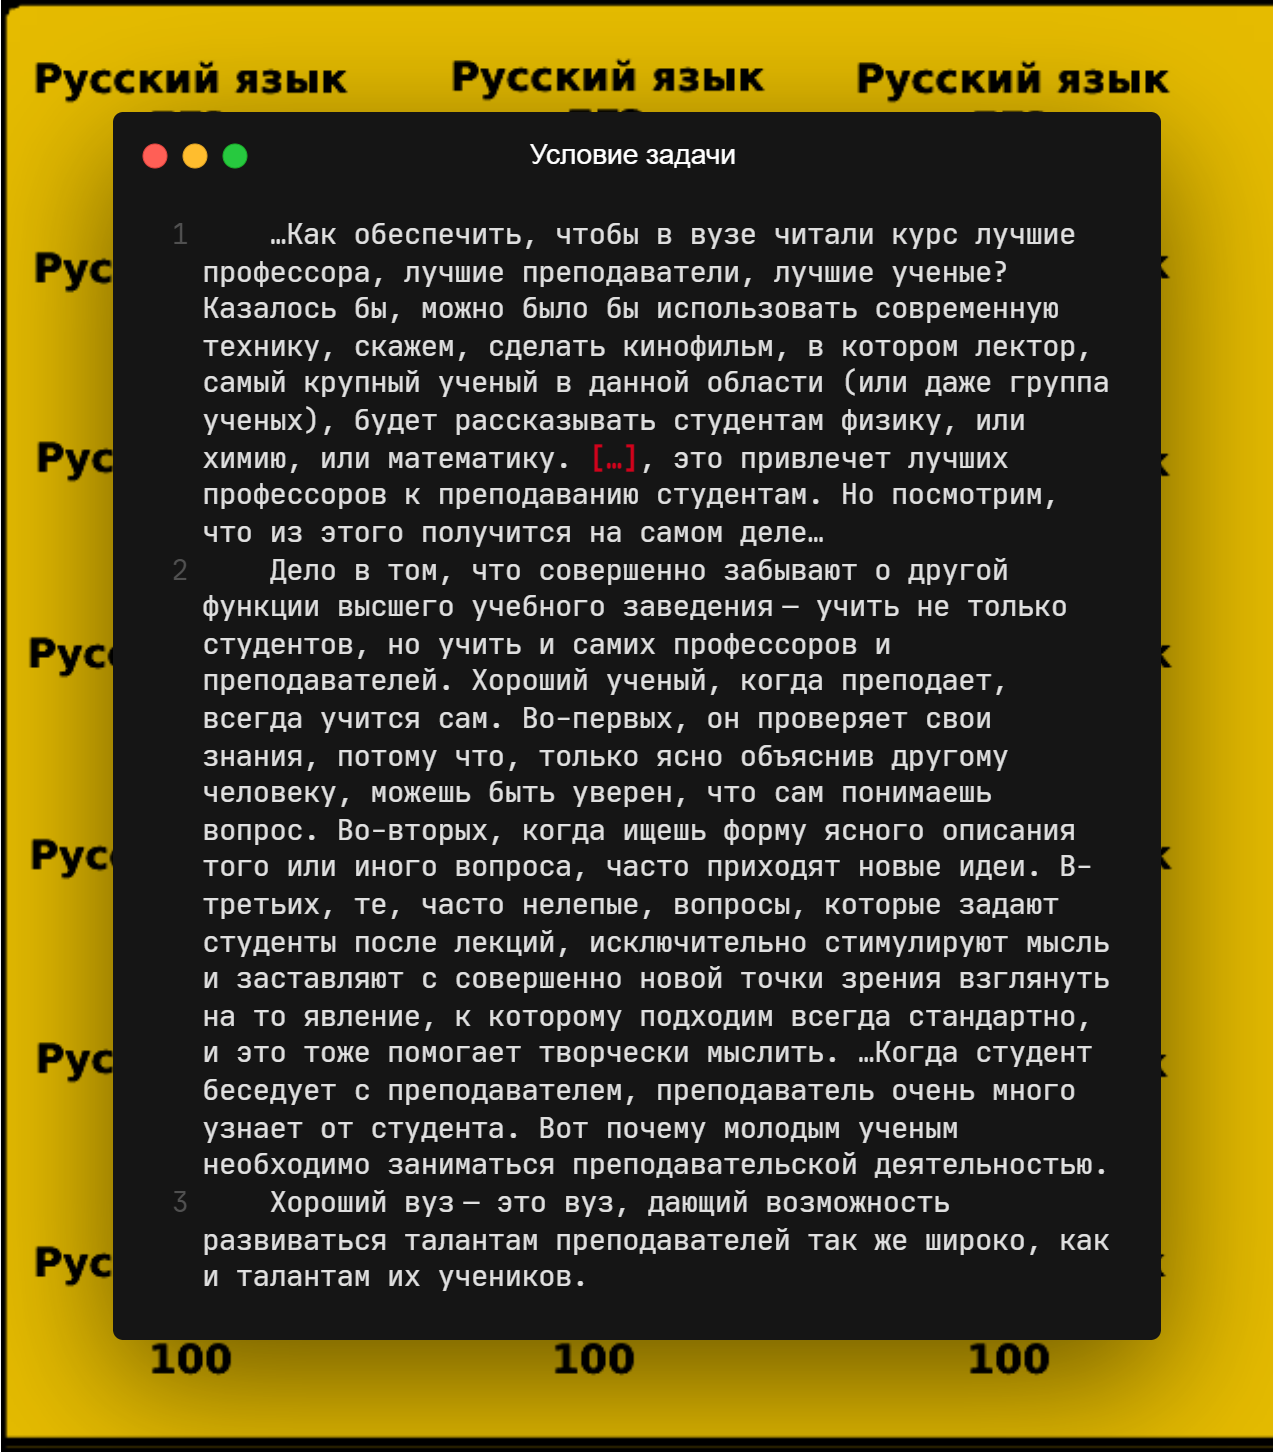 Русский язык Русский язык Русский язык
Условие задачи
1 …Как обеспечить, чтобы в вузе читали курс лучшие
профессора, лучшие преподаватели, лучшие ученые?
Казалось бы, можно было бы использовать современную
технику, скажем, сделать кинофильм, в котором лектор,
самый крупный ученый в данной области (или даже группа
ученых), будет рассказывать студентам физику, или
химию, или математику. […], это привлечет лучших
профессоров к преподаванию студентам. Но посмотрим,
что из этого получится на самом деле…
2 Дело в том, что совершенно забывают о другой
функции высшего учебного заведения — учить не только
студентов, но учить и самих профессоров и
преподавателей. Хороший ученый, когда преподает,
всегда учится сам. Во-первых, он проверяет свои
знания, потому что, только ясно объяснив другому
человеку, можешь быть уверен, что сам понимаешь
вопрос. Во-вторых, когда ищешь форму ясного описания
того или иного вопроса, часто приходят новые идеи. В-
третьих, те, часто нелепые, вопросы, которые задают
студенты после лекций, исключительно стимулируют мысль
и заставляют с совершенно новой точки зрения взглянуть
на то явление, к которому подходим всегда стандартно,
и это тоже помогает творчески мыслить. …Когда студент
беседует с преподавателем, преподаватель очень много
узнает от студента. Вот почему молодым ученым
необходимо заниматься преподавательской деятельностью.
3 Хороший вуз — это вуз, дающий возможность
развиваться талантам преподавателей так же широко, как
и талантам их учеников.
100 100 100